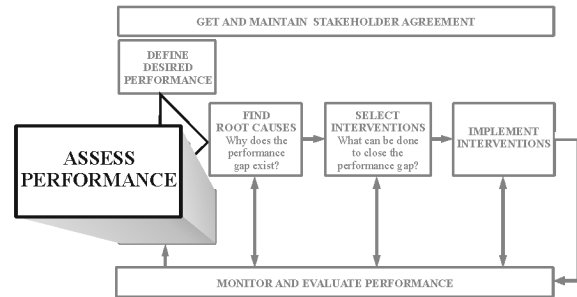 GET AND MAINTAIN STAKEHOLDER AGREEMENT
DEFINE
DESIRED
PERFORMANCE
ASSESS
PERFORMANCE
FIND
ROOT CAUSES
Why does the
performance
gap exist?
SELECT
INTERVENTIONS
What can be done
to close the
performance gap?
IMPLEMENT
INTERVENTIONS
MONITOR AND EVALUATE PERFORMANCE